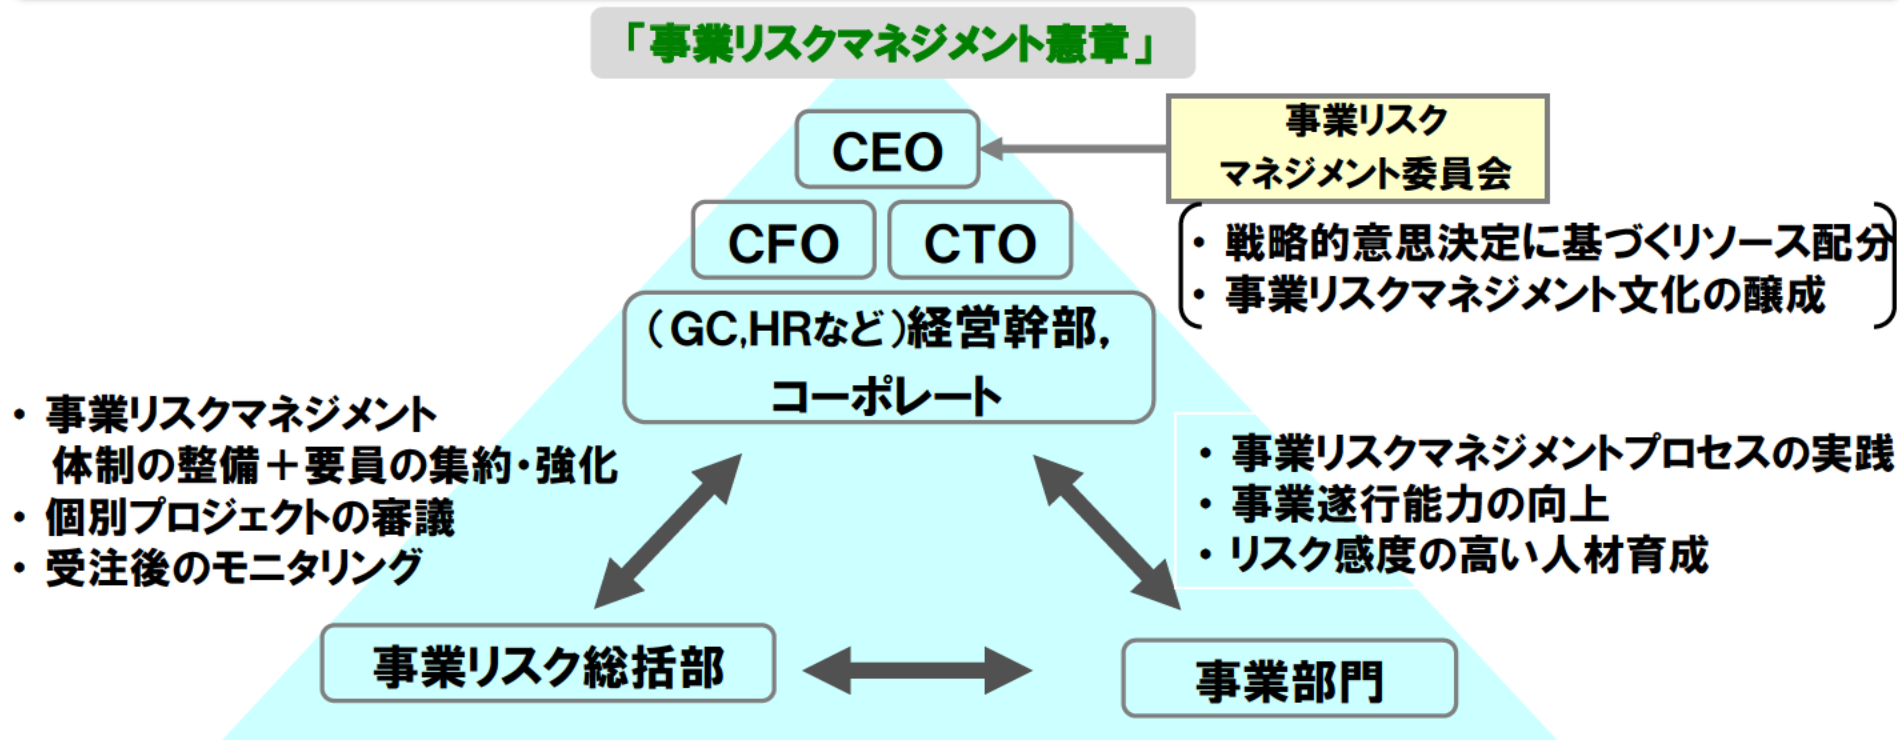 「事業リスクマネジメント憲章」
CEO
事業リスク
マネジメント委員会
CFO
CTO
・ 戦略的意思決定に基づくリソース配分
・ 事業リスクマネジメント文化の醸成
（GC,HRなど）経営幹部,
コーポレート
・ 事業リスクマネジメント
体制の整備＋要員の集約・強化
・ 個別プロジェクトの審議
・ 受注後のモニタリング
・ 事業リスクマネジメントプロセスの実践
・ 事業遂行能力の向上
・ リスク感度の高い人材育成
事業リスク総括部
事業部門